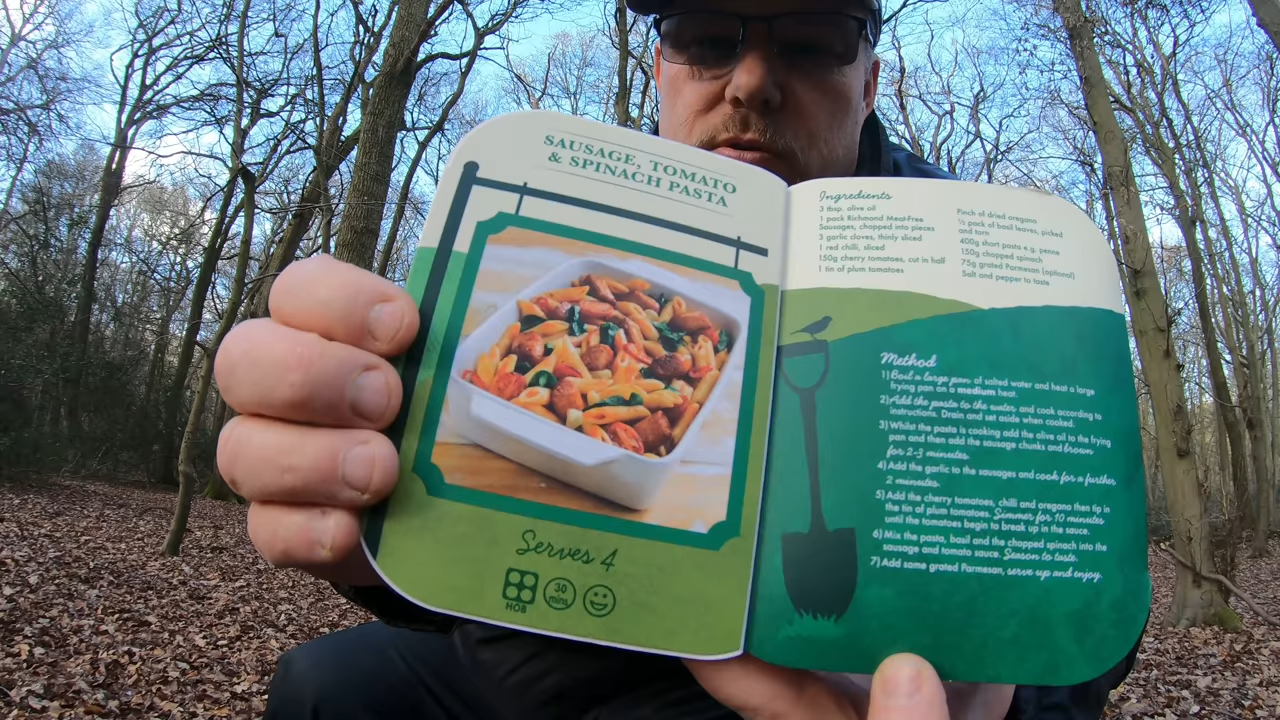 SAUSAGE, TOMATO
& SPINACH PASTA
Serves 4
HOB
30
mins
Ingredients
3 tbsp. olive oil
1 pack Richmond Meat-Free
Sausages, chopped into pieces
3 garlic cloves, thinly sliced
1 red chilli, sliced
150g cherry tomatoes, cut in half
1 tin of plum tomatoes
Pinch of dried oregano
½ pack of basil leaves, picked
and torn
400g short pasta e.g. penne
150g chopped spinach
75g grated Parmesan (optional)
Salt and pepper to taste
Method
1) Boil a large pan of salted water and heat a large
frying pan on a medium heat.
2) Add the pasta to the water and cook according to
instructions. Drain and set aside when cooked.
3) Whilst the pasta is cooking add the olive oil to the frying
pan and then add the sausage chunks and brown
for 2-3 minutes.
4) Add the garlic to the sausages and cook for a further
2 minutes.
5) Add the cherry tomatoes, chilli and oregano then tip in
the tin of plum tomatoes. Simmer for 10 minutes
until the tomatoes begin to break up in the sauce.
6) Mix the pasta, basil and the chopped spinach into the
sausage and tomato sauce. Season to taste.
7) Add some grated Parmesan, serve up and enjoy.